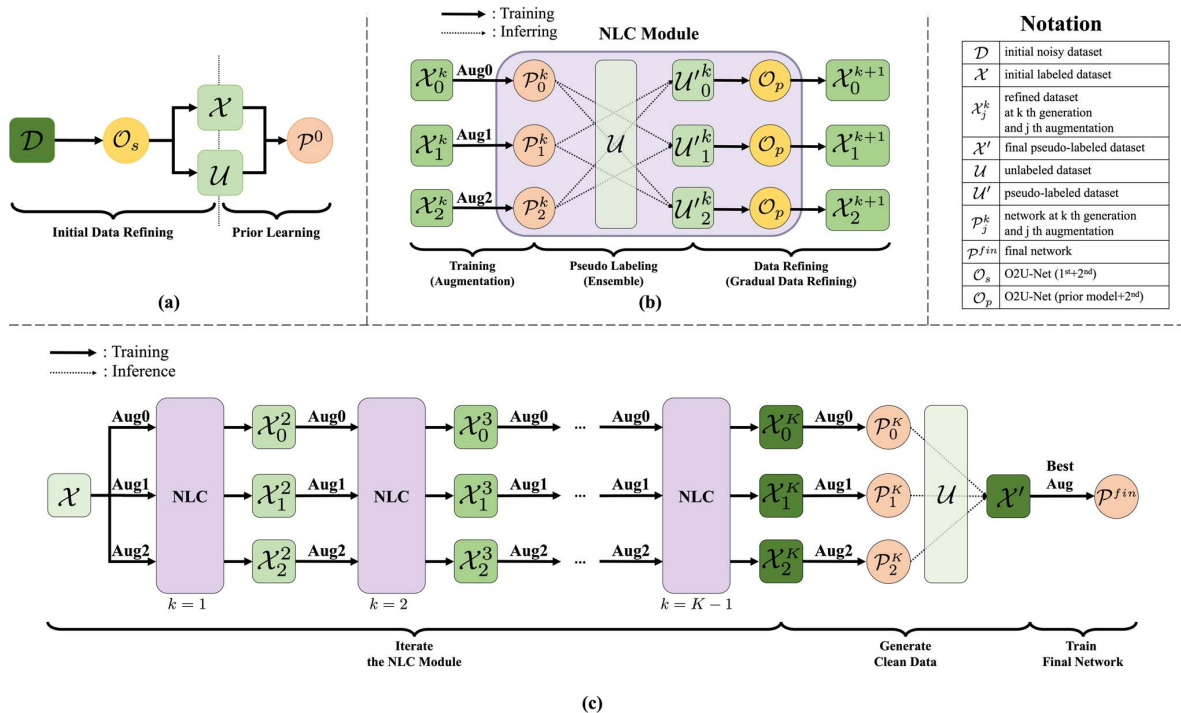 𝒟
𝒪ₛ
𝒳
𝒰
𝒫⁰
Initial Data Refining
Prior Learning
(a)
: Training
: Inferring
NLC Module
𝒳₀ᵏ
Aug0
𝒫₀ᵏ
𝒰′₀ᵏ
𝒪ₚ
𝒳₀ᵏ⁺¹
𝒳₁ᵏ
Aug1
𝒫₁ᵏ
𝒰
𝒰′₁ᵏ
𝒪ₚ
𝒳₁ᵏ⁺¹
𝒳₂ᵏ
Aug2
𝒫₂ᵏ
𝒰′₂ᵏ
𝒪ₚ
𝒳₂ᵏ⁺¹
Training
(Augmentation)
Pseudo Labeling
(Ensemble)
Data Refining
(Gradual Data Refining)
(b)
Notation
𝒟 initial noisy dataset
𝒳 initial labeled dataset
𝒳ⱼᵏ refined dataset
at k th generation
and j th augmentation
𝒳′ final pseudo-labeled dataset
𝒰 unlabeled dataset
𝒰′ pseudo-labeled dataset
𝒫ⱼᵏ network at k th generation
and j th augmentation
𝒫ᶠⁱⁿ final network
𝒪ₛ O2U-Net (1ˢᵗ+2ⁿᵈ)
𝒪ₚ O2U-Net (prior model+2ⁿᵈ)
: Training
: Inference
Aug0 𝒳₀² Aug0 𝒳₀³ Aug0 ... Aug0 𝒳₀ᴷ Aug0 𝒫₀ᴷ
𝒳 Aug1 NLC 𝒳₁² Aug1 NLC 𝒳₁³ Aug1 ... Aug1 NLC 𝒳₁ᴷ Aug1 𝒫₁ᴷ 𝒰 𝒳′ Best
Aug 𝒫ᶠⁱⁿ
Aug2 𝒳₂² Aug2 𝒳₂³ Aug2 ... Aug2 𝒳₂ᴷ Aug2 𝒫₂ᴷ
k = 1
k = 2
k = K − 1
Iterate
the NLC Module
Generate
Clean Data
Train
Final Network
(c)